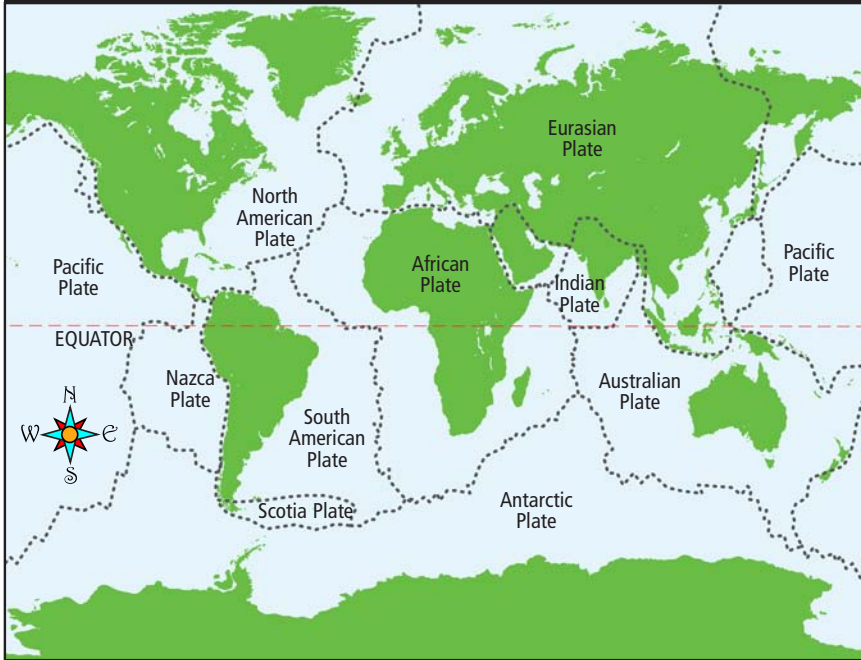 Eurasian
Plate
North
American
Plate
Pacific
Plate
African
Plate
Indian
Plate
Pacific
Plate
EQUATOR
Nazca
Plate
Australian
Plate
South
American
Plate
N
W
E
S
Scotia Plate
Antarctic
Plate